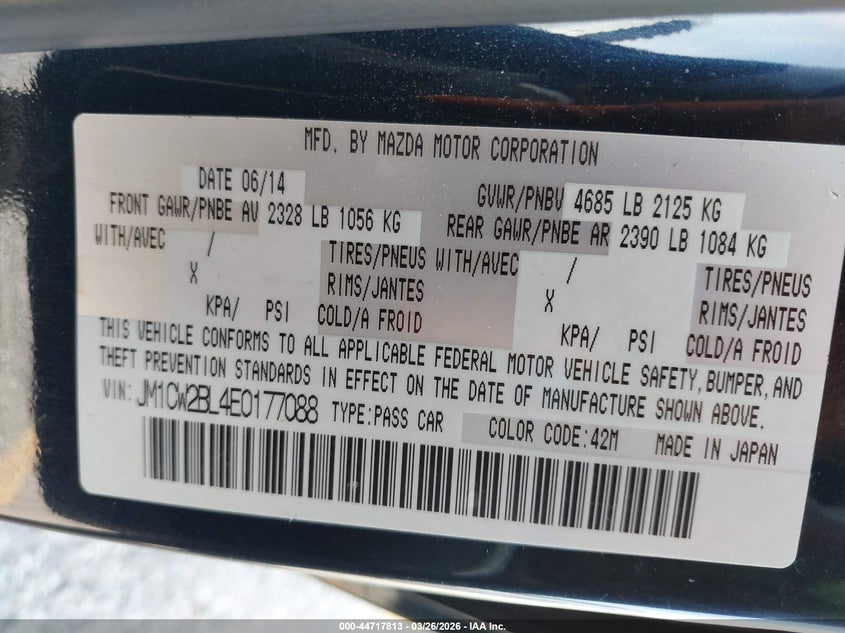 MFD. BY MAZDA MOTOR CORPORATION
DATE 06/14 GVWR/PNBV 4685 LB 2125 KG
FRONT GAWR/PNBE AV 2328 LB 1056 KG REAR GAWR/PNBE AR 2390 LB 1084 KG
WITH/AVEC / TIRES/PNEUS WITH/AVEC / TIRES/PNEUS
X RIMS/JANTES X RIMS/JANTES
KPA/ PSI COLD/A FROID KPA/ PSI COLD/A FROID
THIS VEHICLE CONFORMS TO ALL APPLICABLE FEDERAL MOTOR VEHICLE SAFETY, BUMPER, AND
THEFT PREVENTION STANDARDS IN EFFECT ON THE DATE OF MANUFACTURE SHOWN ABOVE.
VIN: JM1CW2BL4E0177088 TYPE:PASS CAR COLOR CODE:42M MADE IN JAPAN
000-44717813 - 03/26/2026 - IAA Inc.